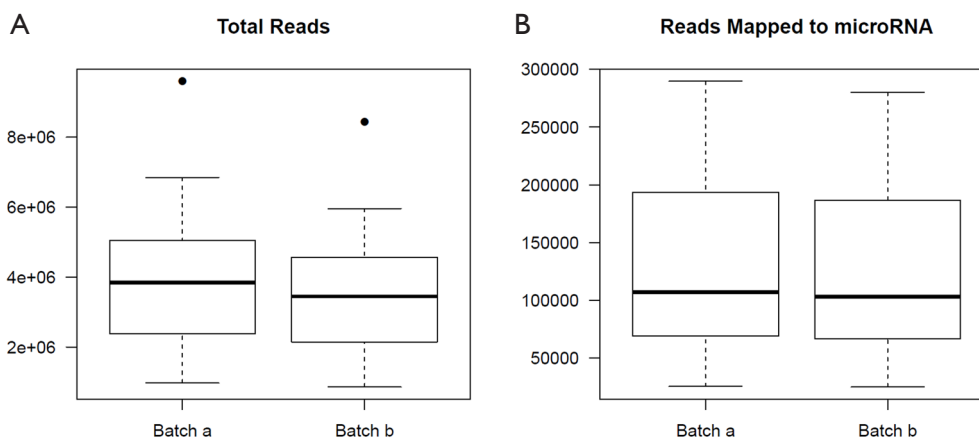 A
Total Reads
8e+06
6e+06
4e+06
2e+06
Batch a
Batch b
B
Reads Mapped to microRNA
300000
250000
200000
150000
100000
50000
Batch a
Batch b